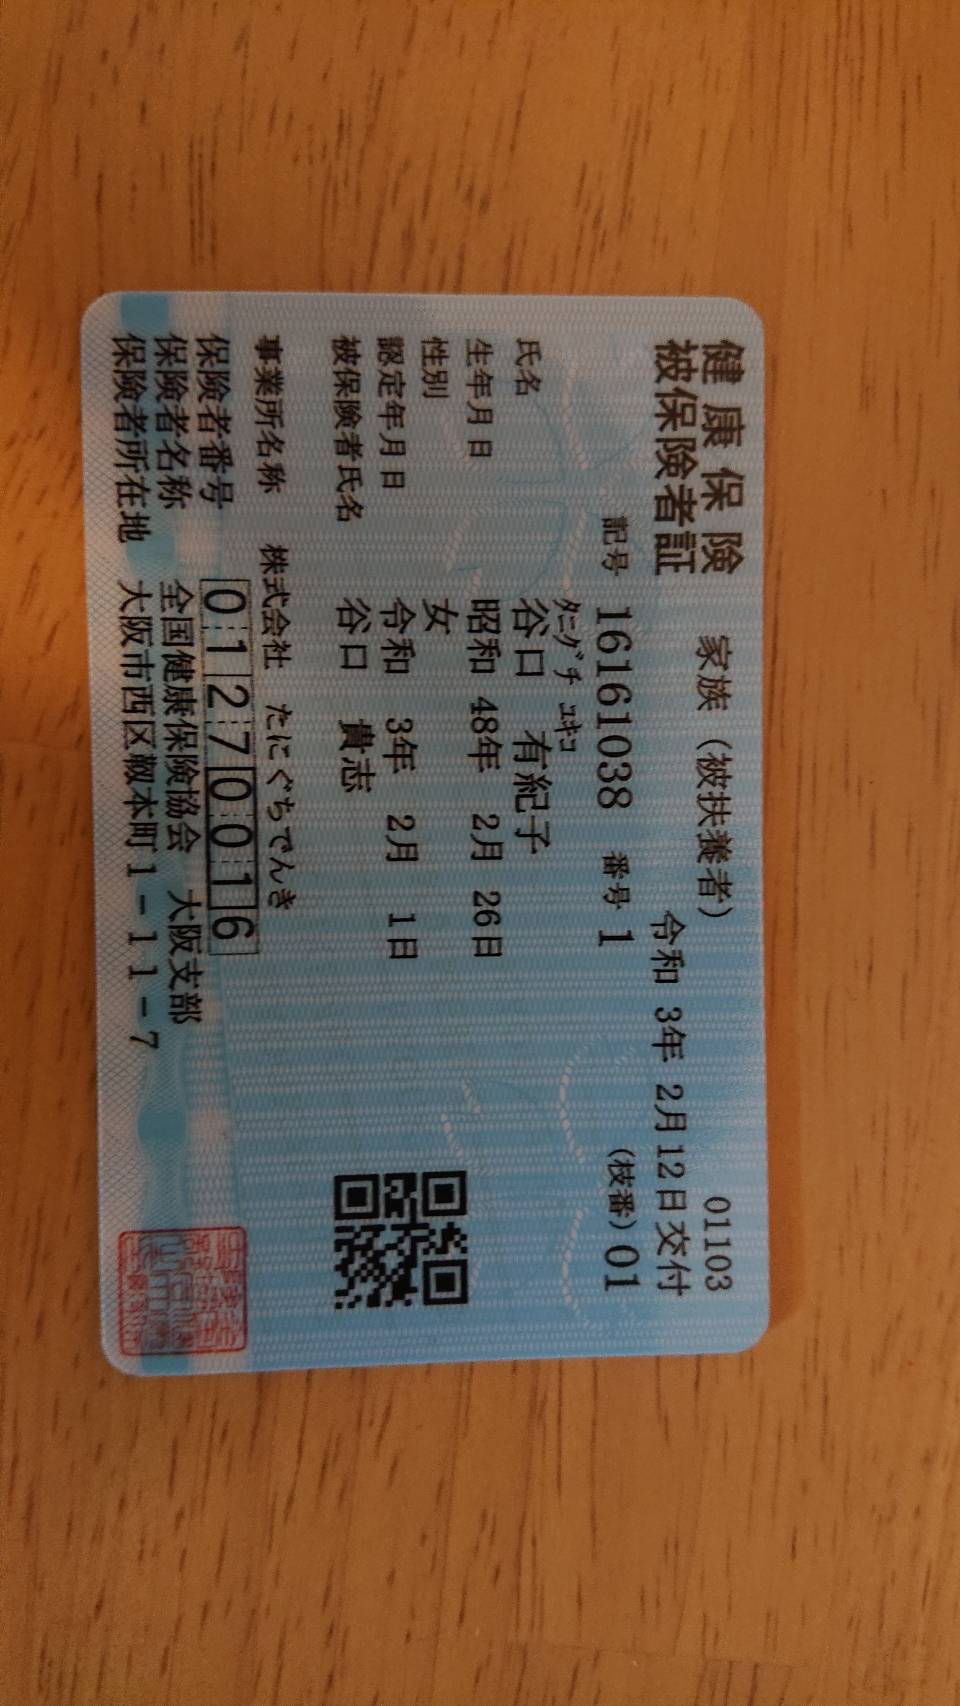 健康保険 家族（被扶養者） 01103
被保険者証 令和 3年 2月12日交付
記号 16161038 番号 1 (枝番) 01
ﾀﾆｸﾞﾁ ﾕｷｺ
氏名 谷口 有紀子
生年月日 昭和 48年 2月 26日
性別 女
認定年月日 令和 3年 2月 1日
被保険者氏名 谷口 貴志
事業所名称 株式会社 たにぐちでんき
保険者番号 01270016
保険者名称 全国健康保険協会 大阪支部
保険者所在地 大阪市西区靱本町1-11-7